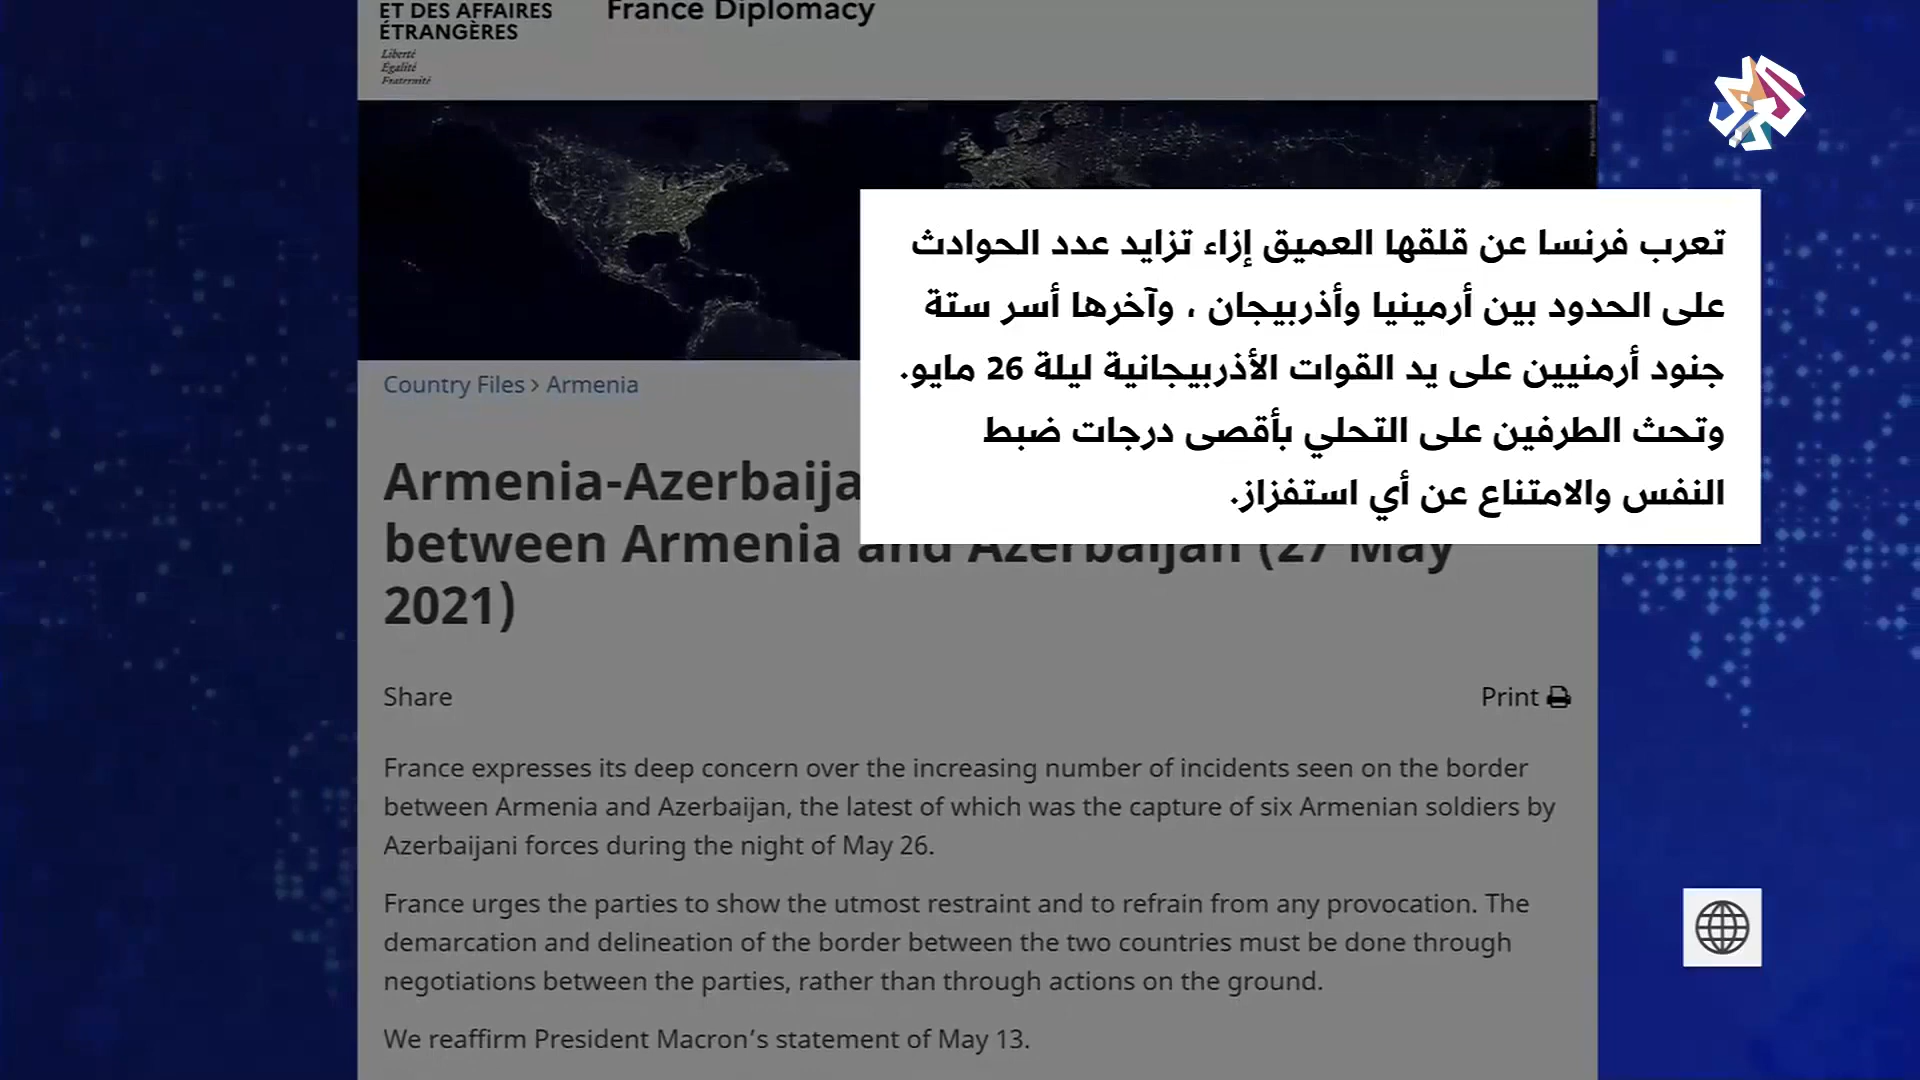 ET DES AFFAIRES
ÉTRANGÈRES
Liberté
Égalité
Fraternité
France Diplomacy
تعرب فرنسا عن قلقها العميق إزاء تزايد عدد الحوادث
على الحدود بين أرمينيا وأذربيجان ، وآخرها أسر ستة
جنود أرمنيين على يد القوات الأذربيجانية ليلة 26 مايو.
وتحث الطرفين على التحلي بأقصى درجات ضبط
النفس والامتناع عن أي استفزاز.
Country Files › Armenia
Armenia-Azerbaija
between Armenia and Azerbaijan (27 May
2021)
Share
Print
France expresses its deep concern over the increasing number of incidents seen on the border
between Armenia and Azerbaijan, the latest of which was the capture of six Armenian soldiers by
Azerbaijani forces during the night of May 26.
France urges the parties to show the utmost restraint and to refrain from any provocation. The
demarcation and delineation of the border between the two countries must be done through
negotiations between the parties, rather than through actions on the ground.
We reaffirm President Macron’s statement of May 13.